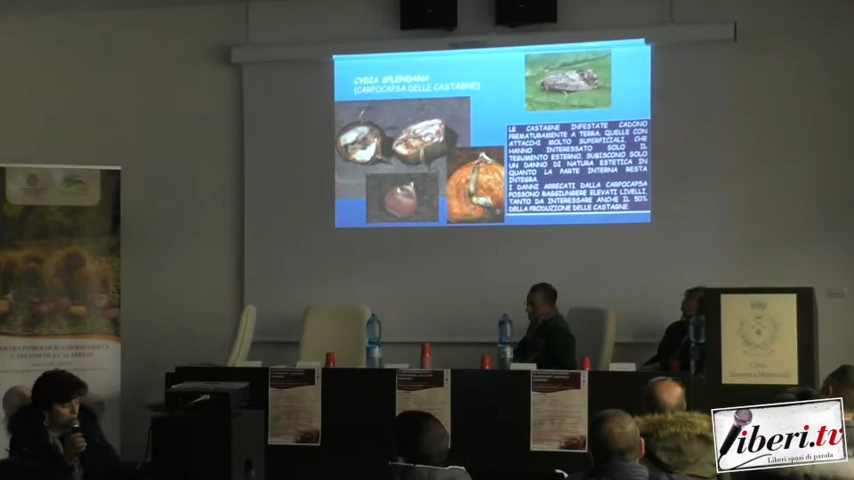 CYDIA SPLENDANA
(CARPOCAPSA DELLE CASTAGNE)
LE CASTAGNE INFESTATE CADONO
PREMATURAMENTE A TERRA. QUELLE CON
ATTACCHI MOLTO SUPERFICIALI, CHE
HANNO INTERESSATO SOLO IL
TEGUMENTO ESTERNO, SUBISCONO SOLO
UN DANNO DI NATURA ESTETICA IN
QUANTO LA PARTE INTERNA RESTA
INTEGRA.
I DANNI ARRECATI DALLA CARPOCAPSA
POSSONO RAGGIUNGERE ELEVATI LIVELLI,
TANTO DA INTERESSARE ANCHE IL 50%
DELLA PRODUZIONE DELLE CASTAGNE.
Città
Soveria Mannelli
liberi.tv
Liberi spazi di parola